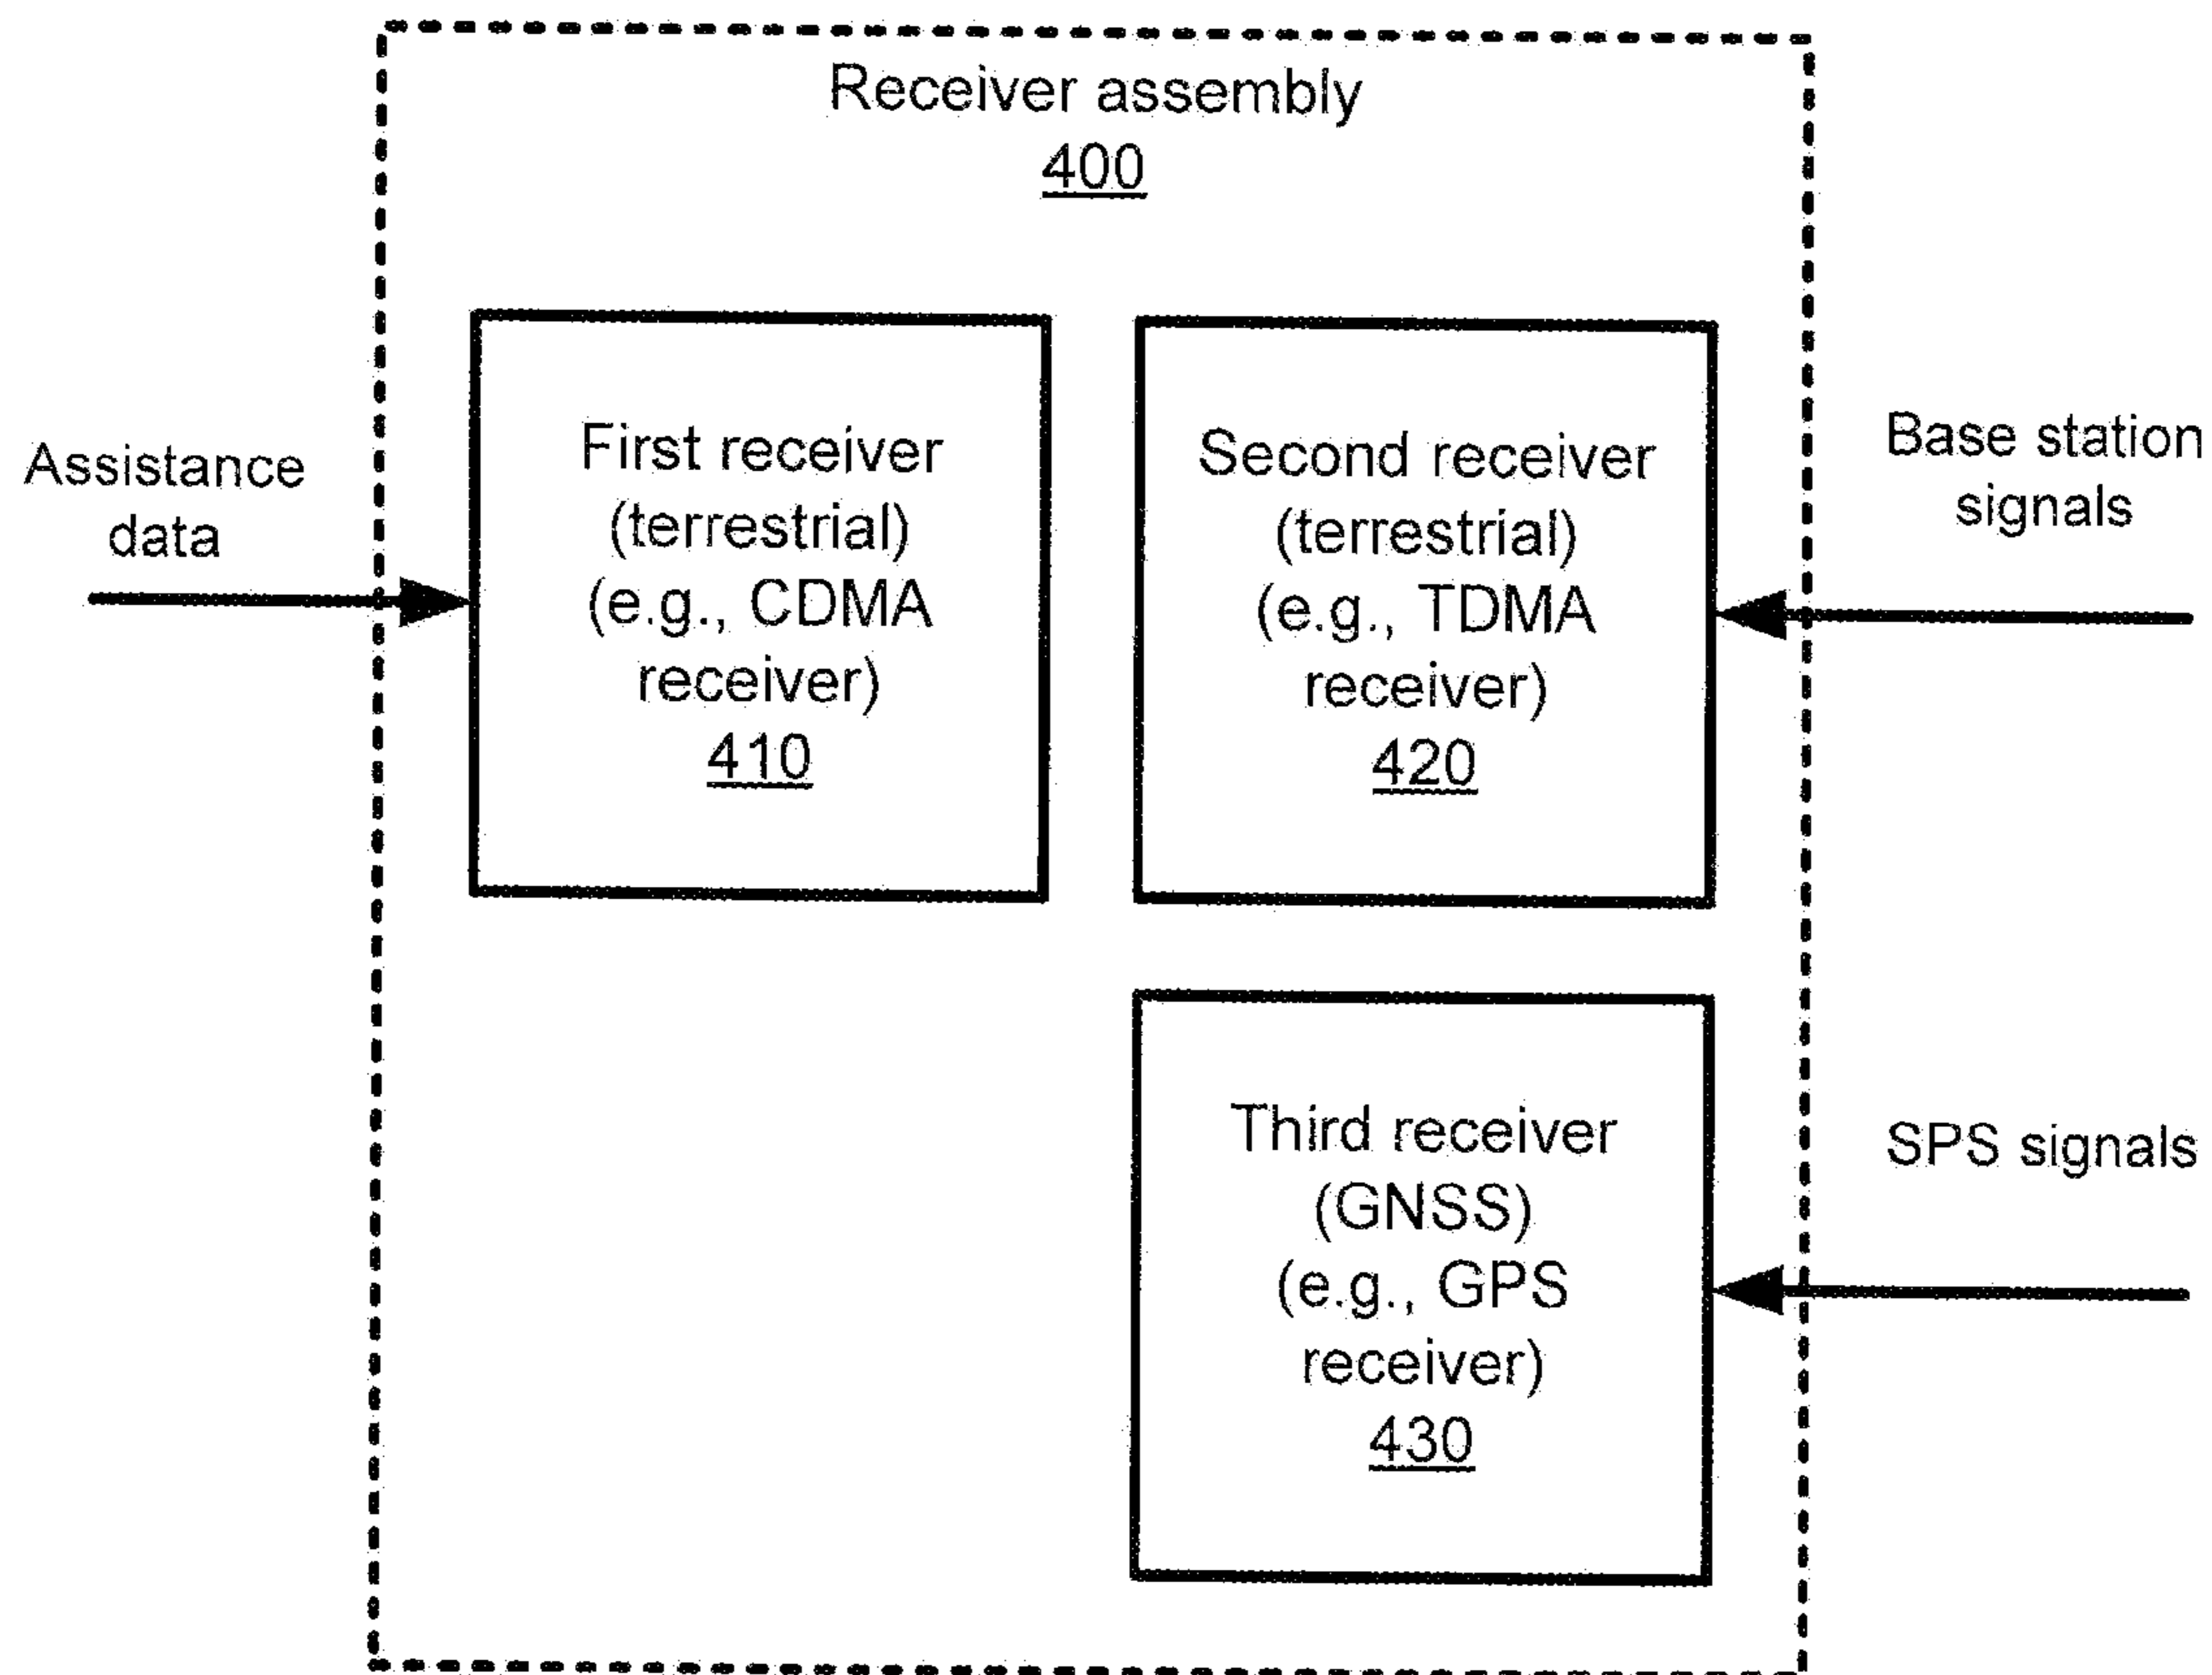 Receiver assembly
400
Assistance
data
First receiver
(terrestrial)
(e.g., CDMA
receiver)
410
Second receiver
(terrestrial)
(e.g., TDMA
receiver)
420
Base station
signals
Third receiver
(GNSS)
(e.g., GPS
receiver)
430
SPS signals